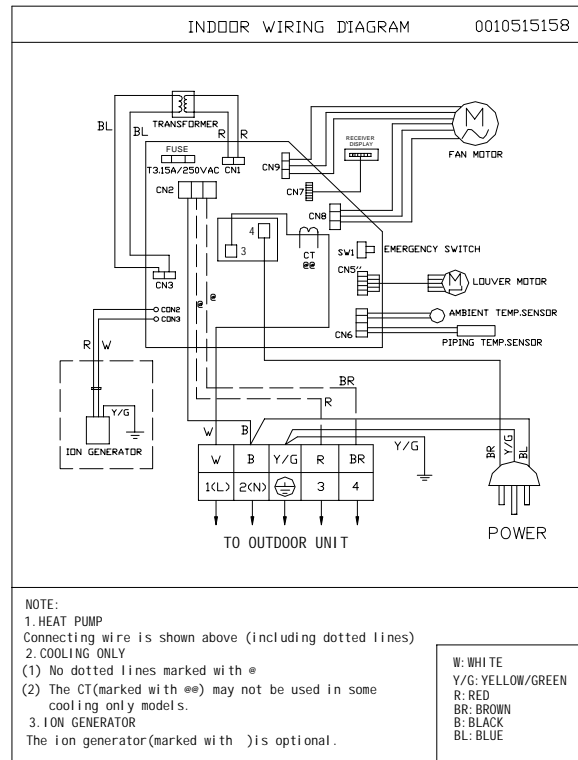 INDOOR WIRING DIAGRAM 0010515158
TRANSFORMER
BL
BL
R
R
FUSE
T3.15A/250VAC
CN1
CN2
CN9
RECEIVER
DISPLAY
CN7
CN8
FAN MOTOR
4
3
CT
@@
SW1
EMERGENCY SWITCH
CN5"
LOUVER MOTOR
CN3
@
@
CON2
CON3
AMBIENT TEMP.SENSOR
CN6
PIPING TEMP.SENSOR
R
W
Y/G
ION GENERATOR
BR
R
W
B
Y/G
BR
Y/G
BL
W B Y/G R BR
1(L) 2(N) 3 4
TO OUTDOOR UNIT
POWER
NOTE:
1.HEAT PUMP
Connecting wire is shown above (including dotted lines)
2.COOLING ONLY
(1) No dotted lines marked with @
(2) The CT(marked with @@) may not be used in some
cooling only models.
3.ION GENERATOR
The ion generator(marked with )is optional.
W:WHITE
Y/G:YELLOW/GREEN
R:RED
BR:BROWN
B:BLACK
BL:BLUE